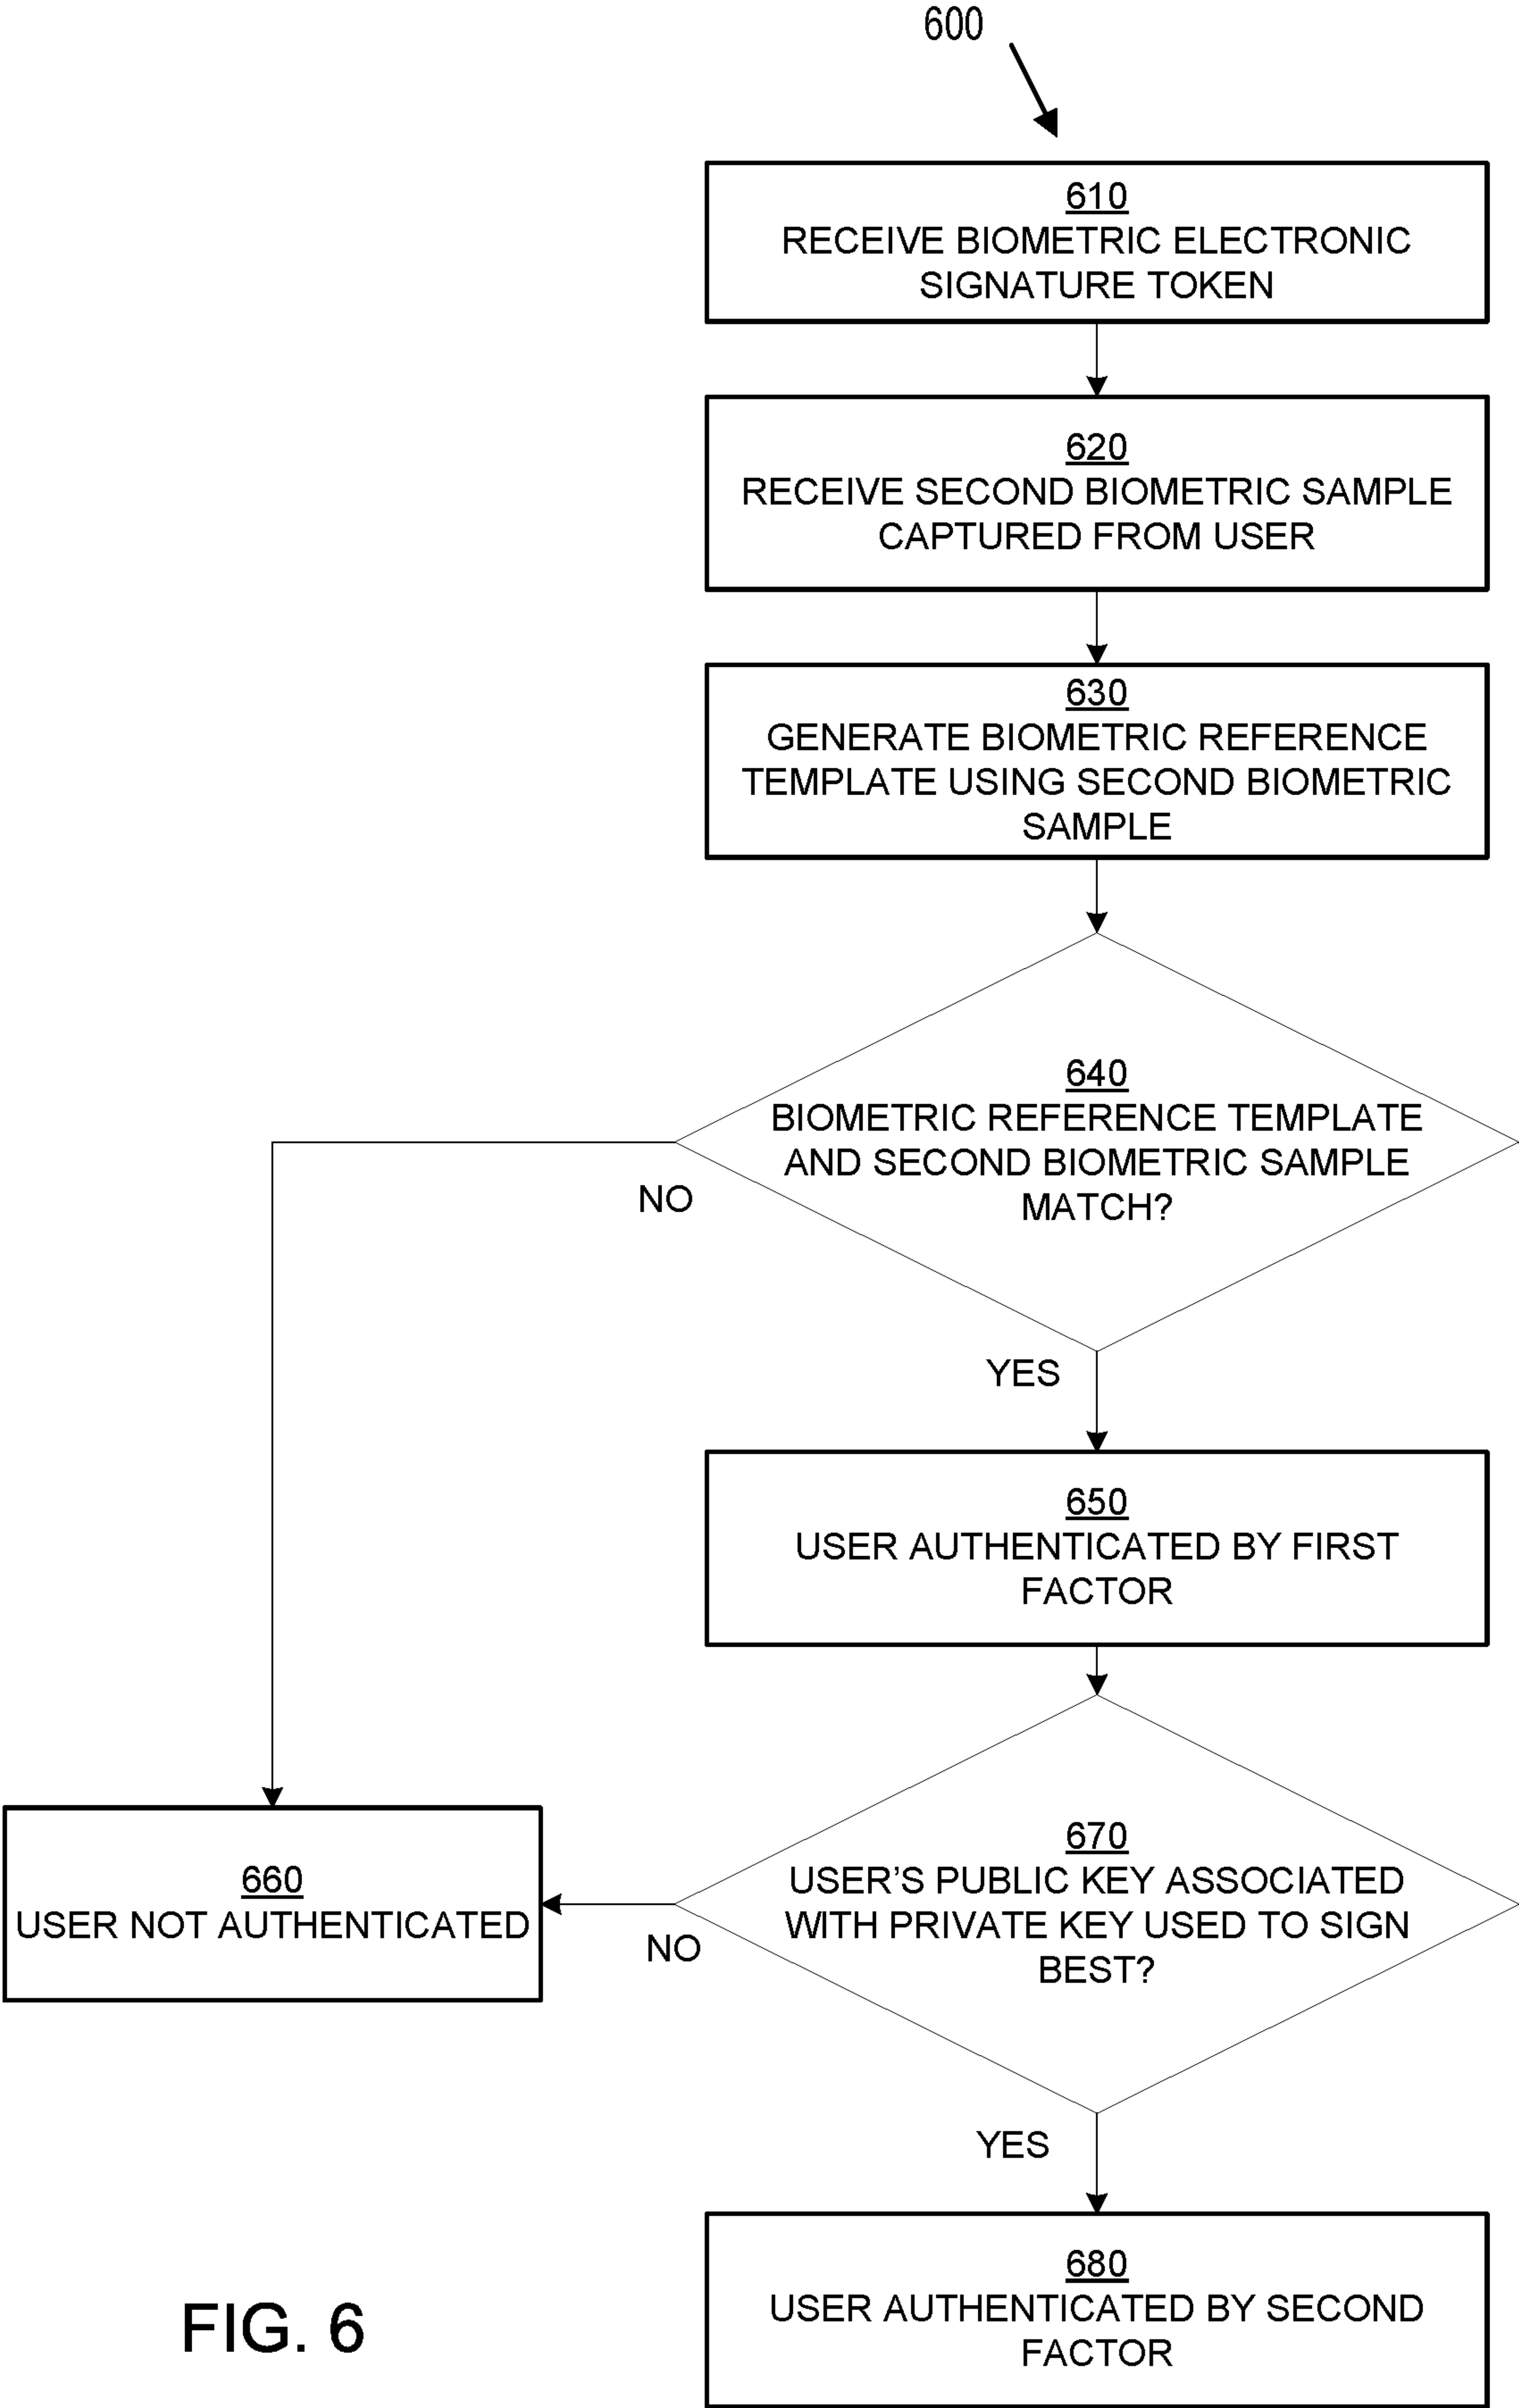 600
610
RECEIVE BIOMETRIC ELECTRONIC
SIGNATURE TOKEN
620
RECEIVE SECOND BIOMETRIC SAMPLE
CAPTURED FROM USER
630
GENERATE BIOMETRIC REFERENCE
TEMPLATE USING SECOND BIOMETRIC
SAMPLE
640
BIOMETRIC REFERENCE TEMPLATE
AND SECOND BIOMETRIC SAMPLE
MATCH?
NO
YES
650
USER AUTHENTICATED BY FIRST
FACTOR
660
USER NOT AUTHENTICATED
670
USER’S PUBLIC KEY ASSOCIATED
WITH PRIVATE KEY USED TO SIGN
BEST?
NO
YES
680
USER AUTHENTICATED BY SECOND
FACTOR
FIG. 6